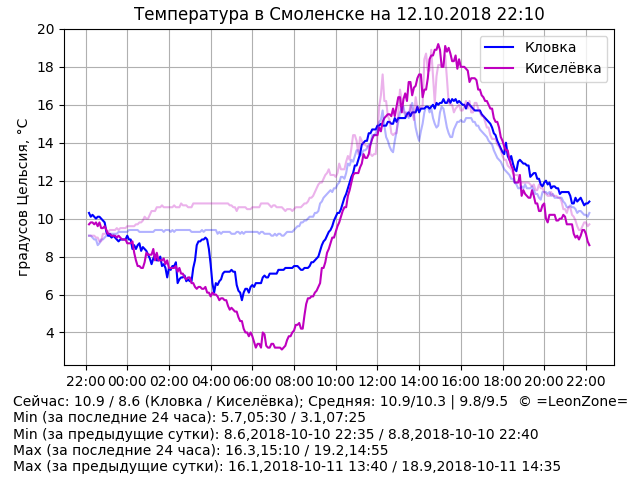 Температура в Смоленске на 12.10.2018 22:10
Кловка
Киселёвка
градусов Цельсия, °C
20
18
16
14
12
10
8
6
4
22:00 00:00 02:00 04:00 06:00 08:00 10:00 12:00 14:00 16:00 18:00 20:00 22:00
Сейчас: 10.9 / 8.6 (Кловка / Киселёвка); Средняя: 10.9/10.3 | 9.8/9.5 © =LeonZone=
Min (за последние 24 часа): 5.7,05:30 / 3.1,07:25
Min (за предыдущие сутки): 8.6,2018-10-10 22:35 / 8.8,2018-10-10 22:40
Max (за последние 24 часа): 16.3,15:10 / 19.2,14:55
Max (за предыдущие сутки): 16.1,2018-10-11 13:40 / 18.9,2018-10-11 14:35